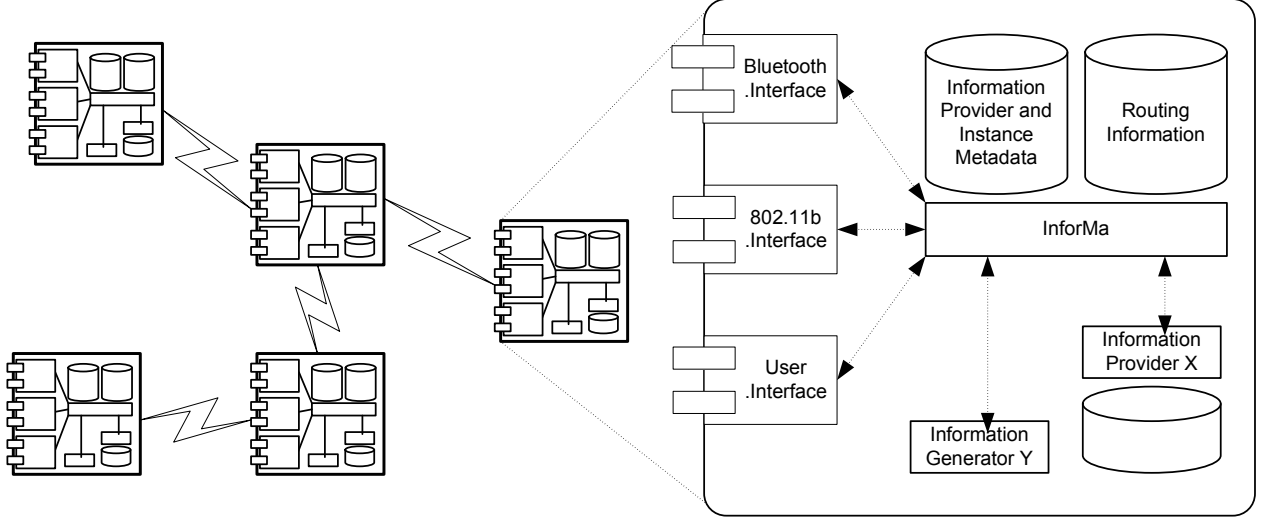 Bluetooth
.Interface
802.11b
.Interface
User
.Interface
Information
Provider and
Instance
Metadata
Routing
Information
InforMa
Information
Provider X
Information
Generator Y